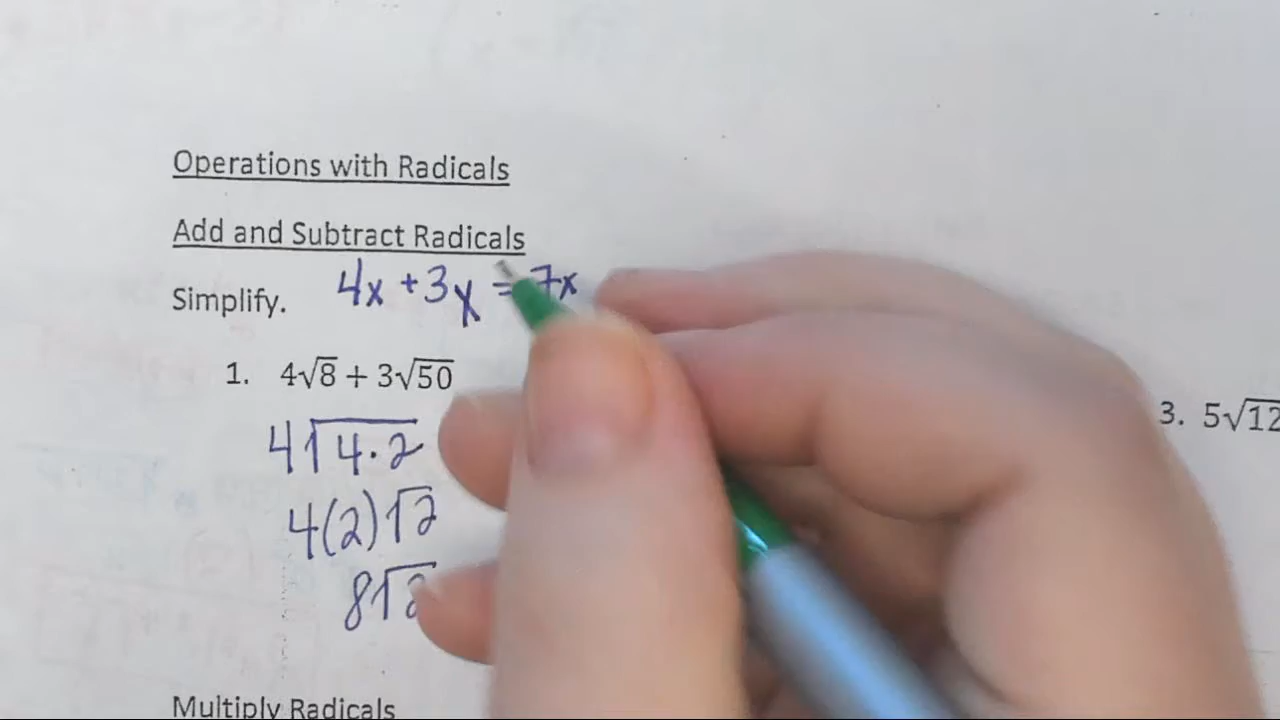 Operations with Radicals
Add and Subtract Radicals
Simplify. 4x + 3y = 7x
1. 4√8 + 3√50
3. 5√12
4√4·2
4(2)√2
8√2
Multiply Radicals